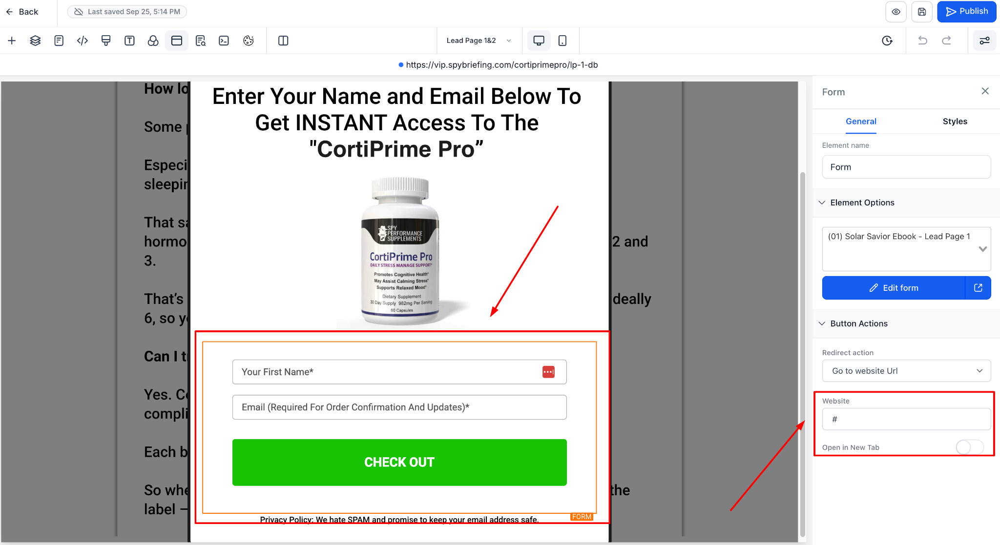 Back
Last saved Sep 25, 5:14 PM
Publish
Lead Page 1&2
https://vip.spybriefing.com/cortiprimepro/lp-1-db
How lo
Some
Especi
sleepin
That sa
hormo
3.
That’s
6, so y
Can I t
Yes. Co
compli
Each b
So whe
label –
2 and
deally
the
Enter Your Name and Email Below To
Get INSTANT Access To The
"CortiPrime Pro”
SPY
PERFORMANCE
SUPPLEMENTS
CortiPrime Pro
DAILY STRESS MANAGE SUPPORT*
Promotes Cognitive Health*
May Assist Calming Stress*
Supports Relaxed Mood*
Dietary Supplement
30 Day Supply 982mg Per Serving
60 Capsules
Your First Name*
Email (Required For Order Confirmation And Updates)*
CHECK OUT
FORM
Privacy Policy: We hate SPAM and promise to keep your email address safe.
Form
General
Styles
Element name
Form
Element Options
(01) Solar Savior Ebook - Lead Page 1
Edit form
Button Actions
Redirect action
Go to website Url
Website
#
Open in New Tab